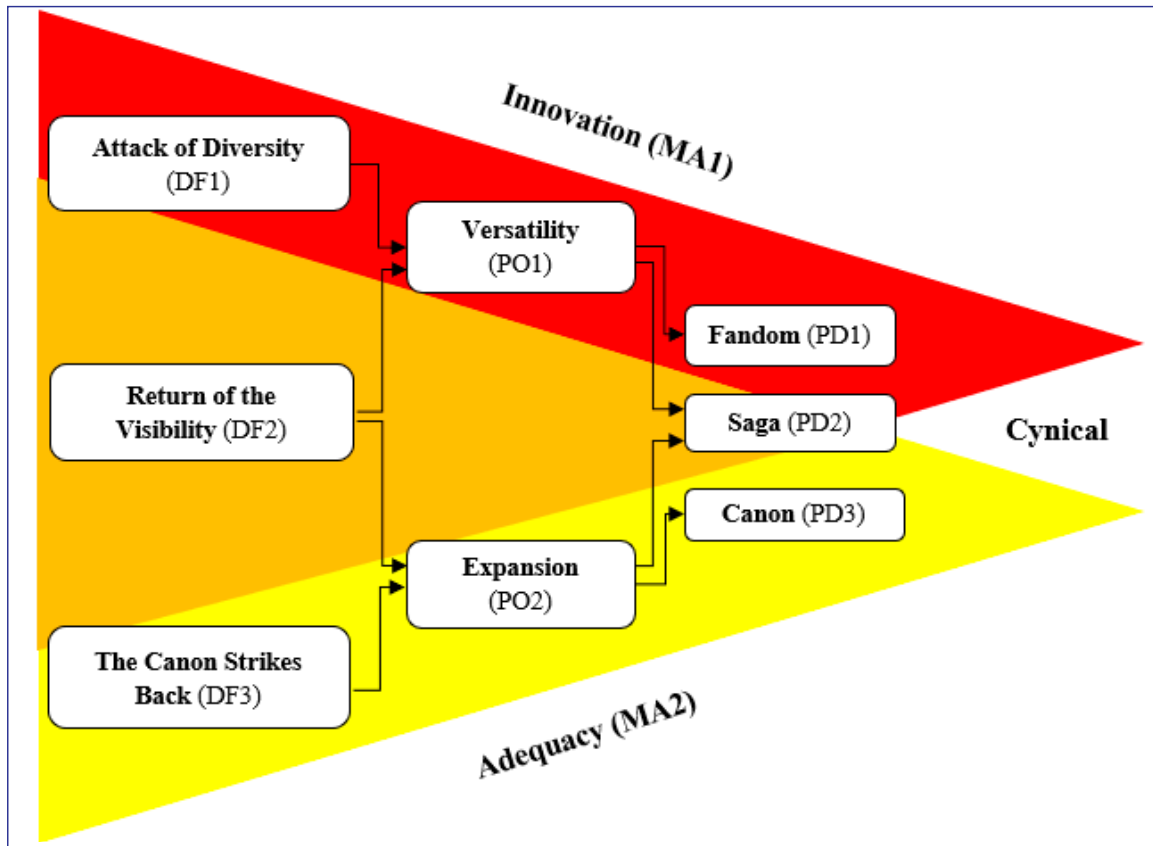 Innovation (MA1)
Attack of Diversity
(DF1)
Versatility
(PO1)
Fandom (PD1)
Return of the
Visibility (DF2)
Saga (PD2)
Cynical
Canon (PD3)
Expansion
(PO2)
The Canon Strikes
Back (DF3)
Adequacy (MA2)